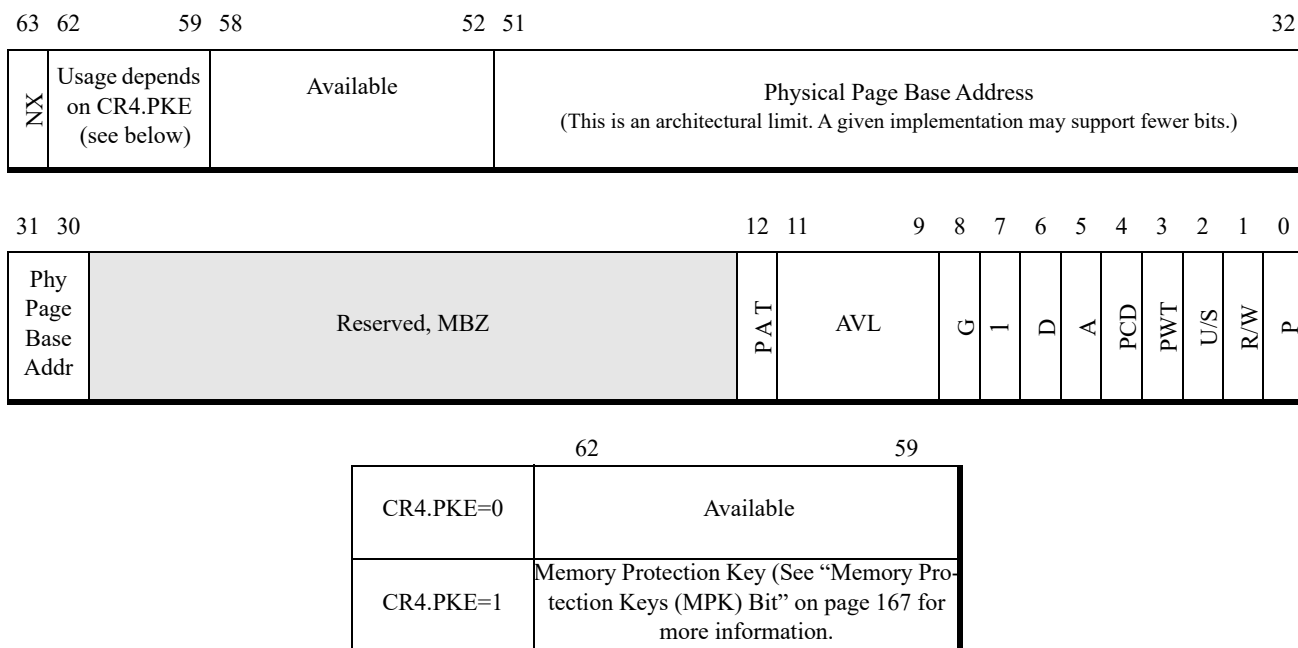 63 62 59 58 52 51 32
NX
Usage depends
on CR4.PKE
(see below)
Available
Physical Page Base Address
(This is an architectural limit. A given implementation may support fewer bits.)
31 30 12 11 9 8 7 6 5 4 3 2 1 0
Phy
Page
Base
Addr
Reserved, MBZ
PAT
AVL
G
1
D
A
PCD
PWT
U/S
R/W
P
62 59
CR4.PKE=0
Available
CR4.PKE=1
Memory Protection Key (See “Memory Pro-
tection Keys (MPK) Bit” on page 167 for
more information.